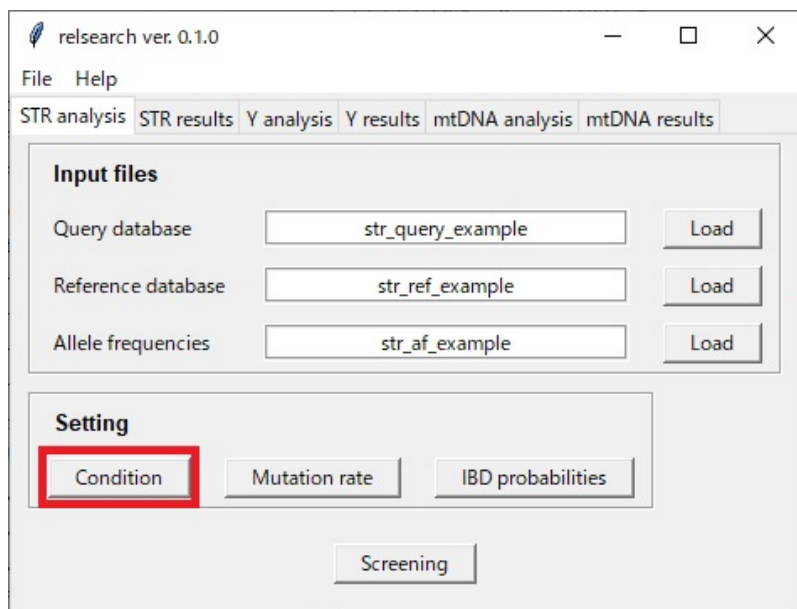 relsearch ver. 0.1.0
File Help
STR analysis STR results Y analysis Y results mtDNA analysis mtDNA results
Input files
Query database str_query_example Load
Reference database str_ref_example Load
Allele frequencies str_af_example Load
Setting
Condition Mutation rate IBD probabilities
Screening